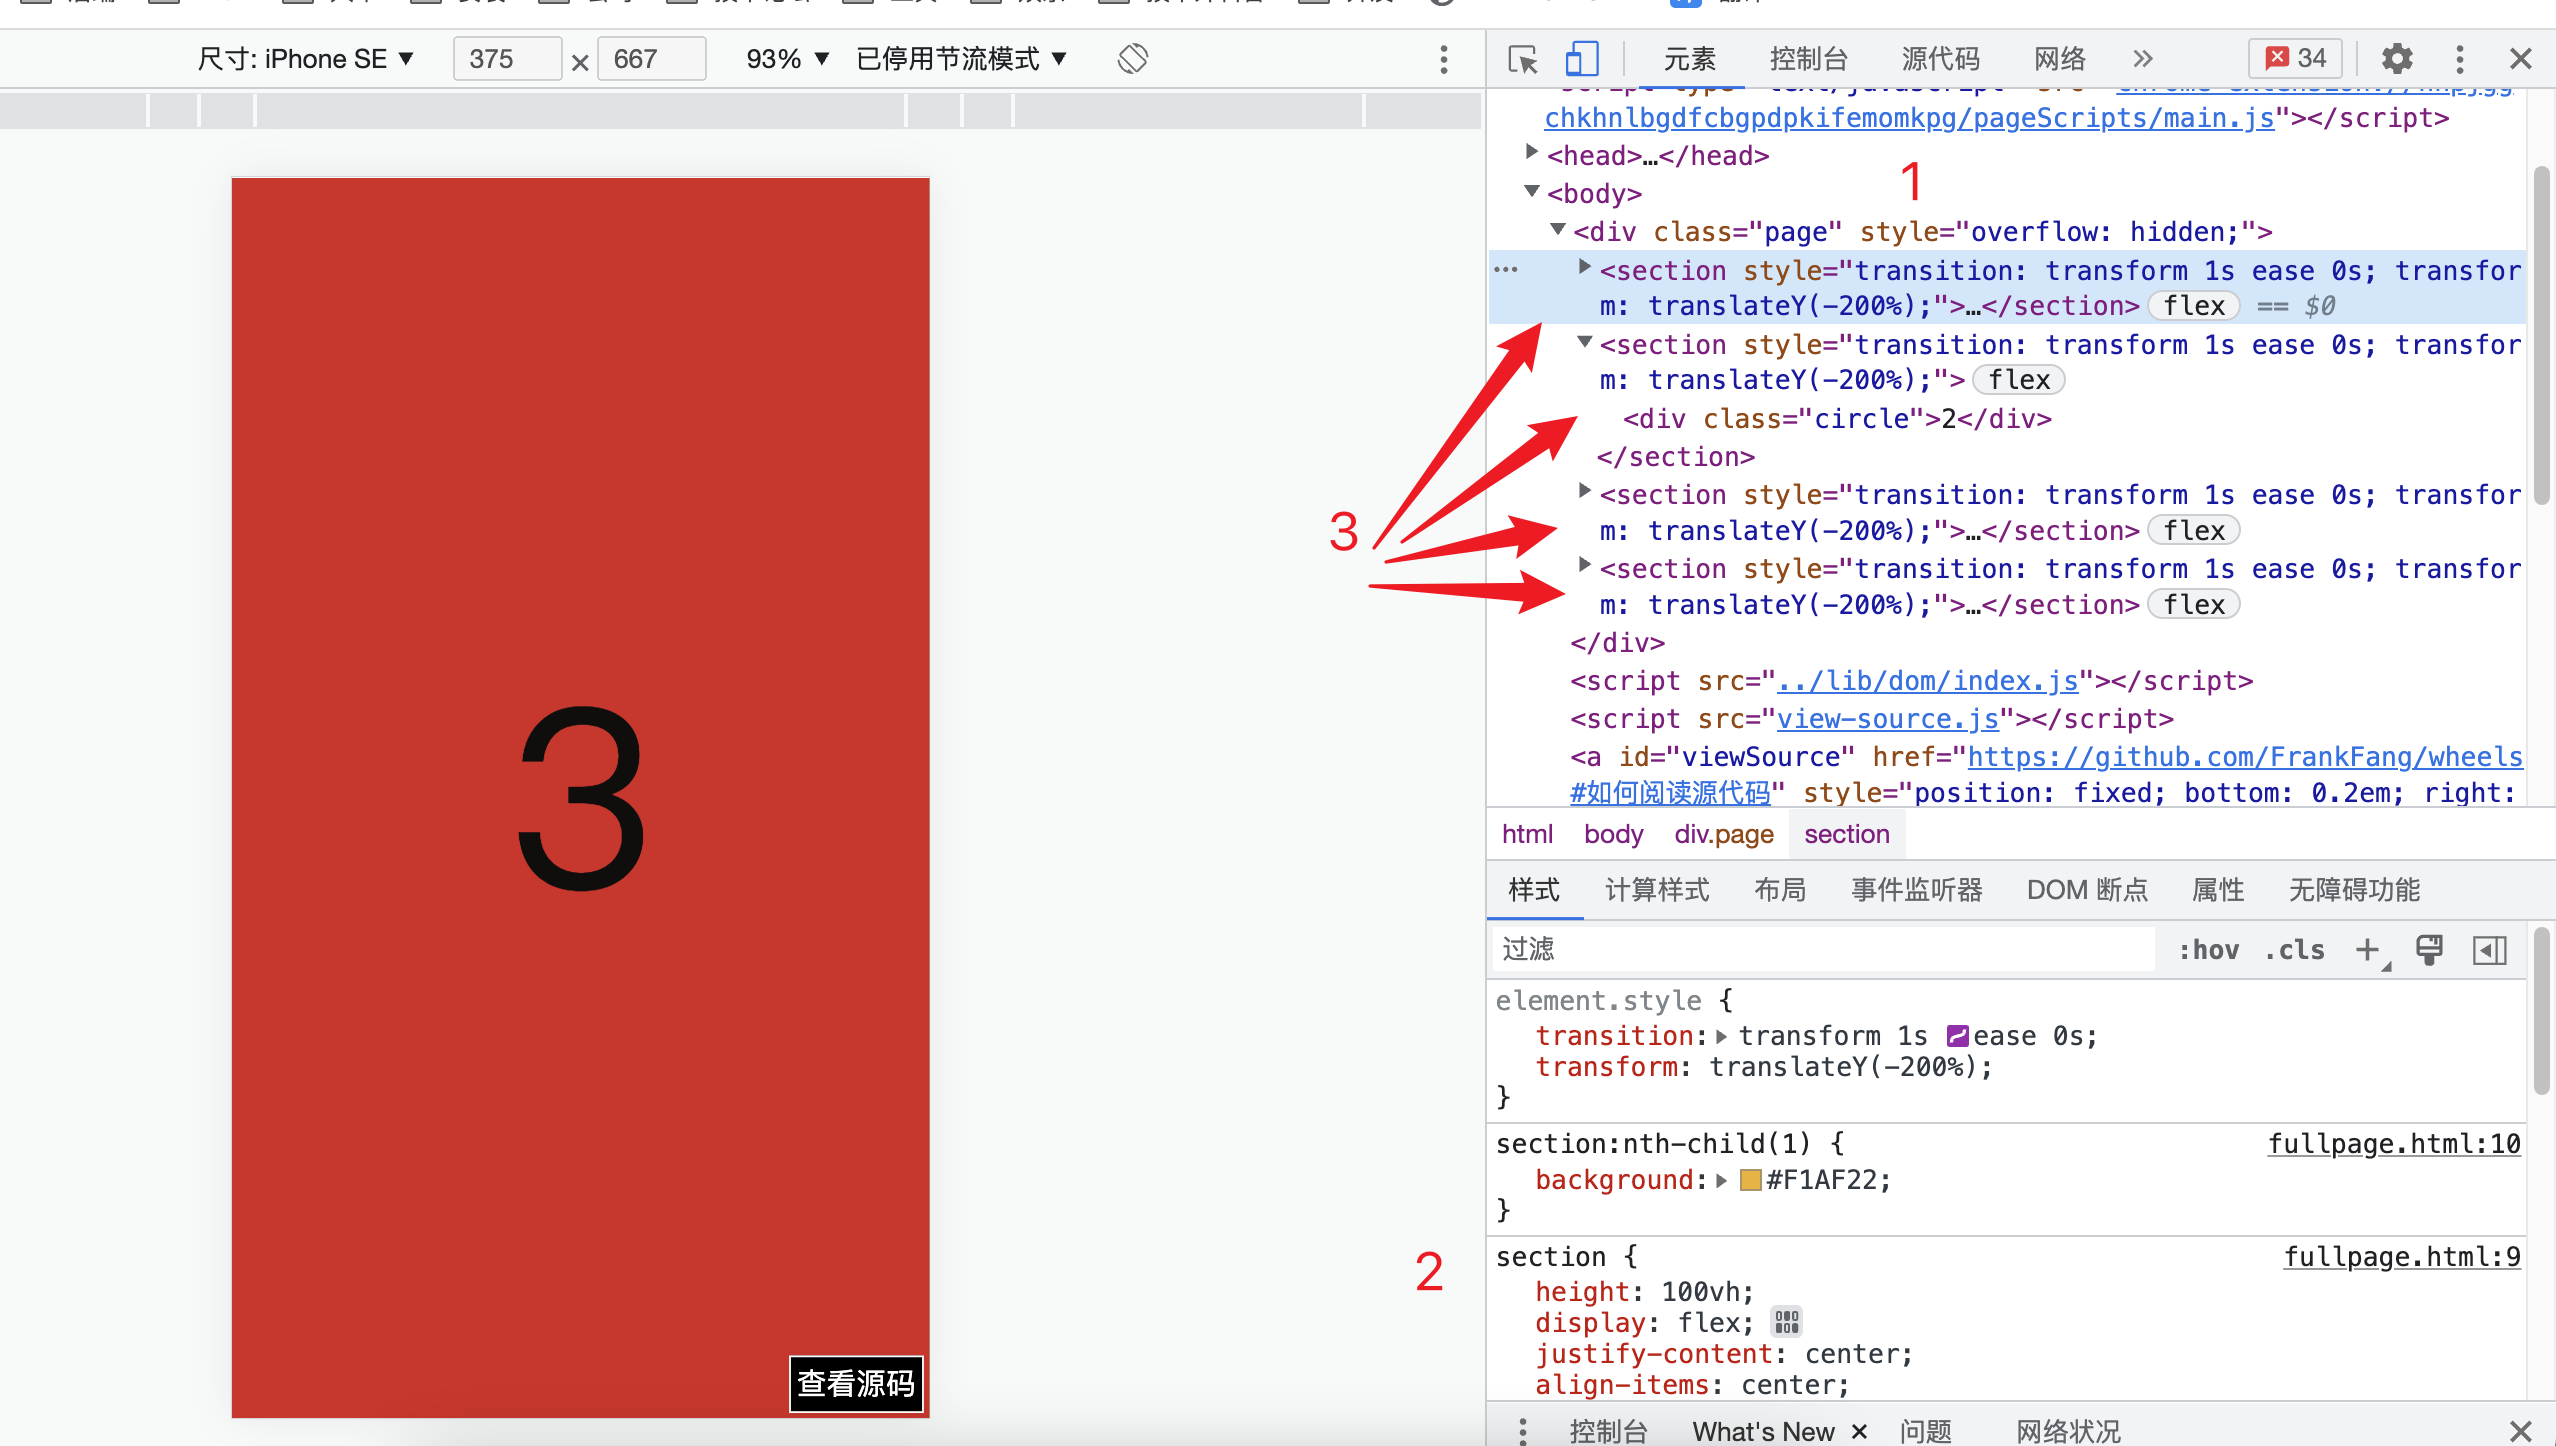 尺寸: iPhone SE ▼ 375 × 667 93% ▼ 已停用节流模式 ▼
3
查看源码
3
2
元素 控制台 源代码 网络 » 34
chkhnlbgdfcbgpdpkifemomkpg/pageScripts/main.js"></script>
<head>…</head>
1
<body>
<div class="page" style="overflow: hidden;">
<section style="transition: transform 1s ease 0s; transfor
m: translateY(-200%);">…</section> flex == $0
<section style="transition: transform 1s ease 0s; transfor
m: translateY(-200%);"> flex
<div class="circle">2</div>
</section>
<section style="transition: transform 1s ease 0s; transfor
m: translateY(-200%);">…</section> flex
<section style="transition: transform 1s ease 0s; transfor
m: translateY(-200%);">…</section> flex
</div>
<script src="../lib/dom/index.js"></script>
<script src="view-source.js"></script>
<a id="viewSource" href="https://github.com/FrankFang/wheels
#如何阅读源代码" style="position: fixed; bottom: 0.2em; right:
html body div.page section
样式 计算样式 布局 事件监听器 DOM 断点 属性 无障碍功能
过滤 :hov .cls +
element.style {
transition: transform 1s ease 0s;
transform: translateY(-200%);
}
section:nth-child(1) { fullpage.html:10
background: #F1AF22;
}
section { fullpage.html:9
height: 100vh;
display: flex;
justify-content: center;
align-items: center;
控制台 What's New × 问题 网络状况